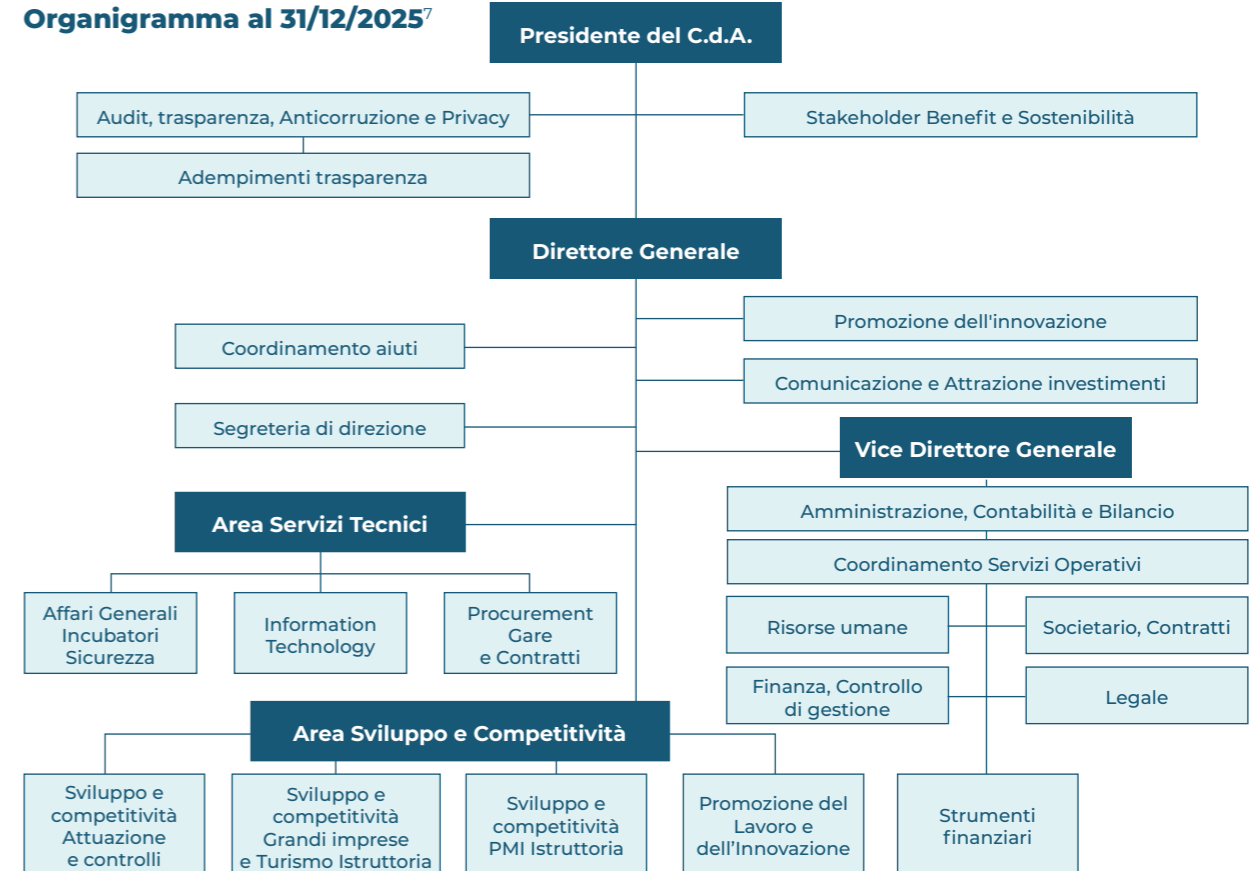 Organigramma al 31/12/2025⁷
Presidente del C.d.A.
Audit, trasparenza, Anticorruzione e Privacy
Stakeholder Benefit e Sostenibilità
Adempimenti trasparenza
Direttore Generale
Promozione dell'innovazione
Coordinamento aiuti
Comunicazione e Attrazione investimenti
Segreteria di direzione
Vice Direttore Generale
Amministrazione, Contabilità e Bilancio
Coordinamento Servizi Operativi
Risorse umane
Societario, Contratti
Finanza, Controllo
di gestione
Legale
Area Servizi Tecnici
Affari Generali
Incubatori
Sicurezza
Information
Technology
Procurement
Gare
e Contratti
Area Sviluppo e Competitività
Sviluppo e
competitività
Attuazione
e controlli
Sviluppo e
competitività
Grandi imprese
e Turismo Istruttoria
Sviluppo e
competitività
PMI Istruttoria
Promozione del
Lavoro e
dell’Innovazione
Strumenti
finanziari